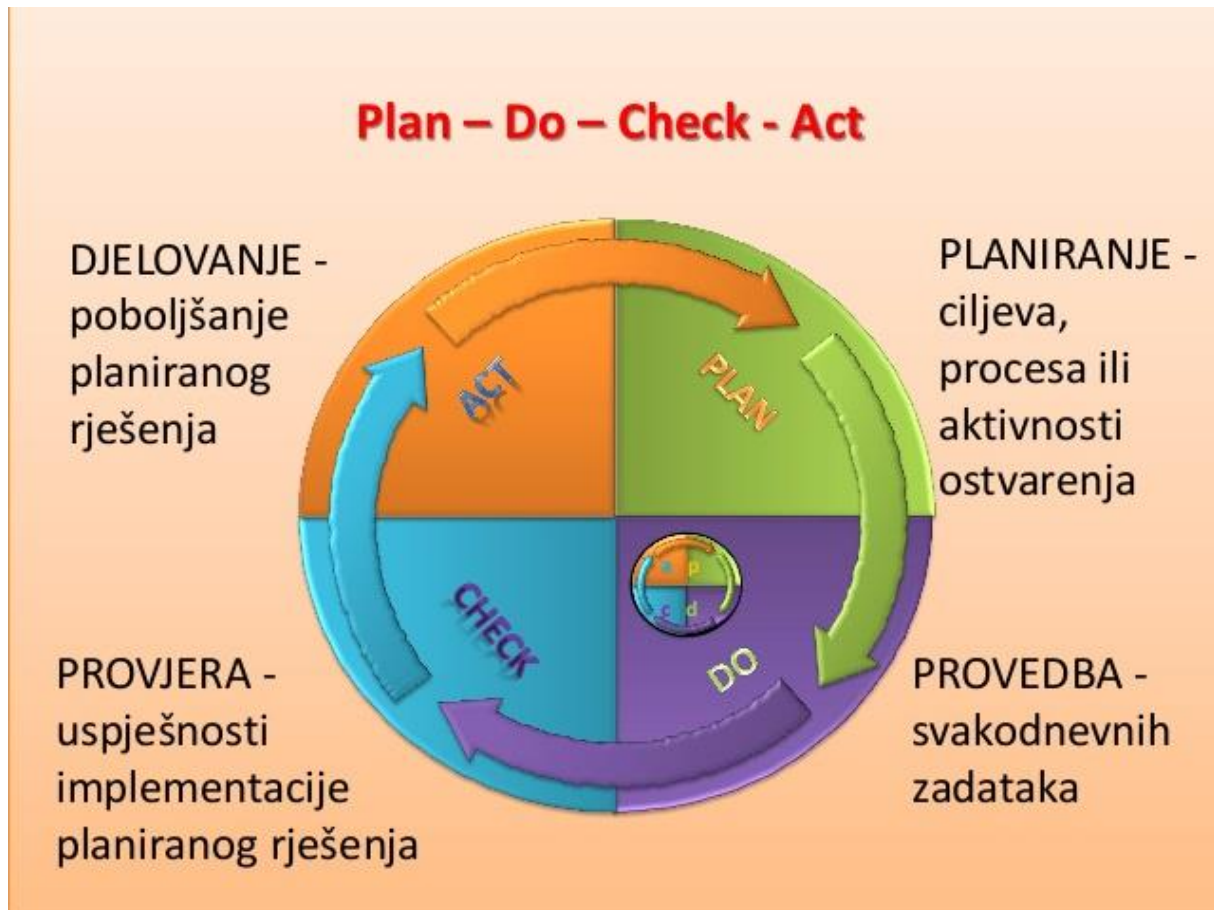 Plan – Do – Check - Act
DJELOVANJE -
poboljšanje
planiranog
rješenja
PLANIRANJE -
ciljeva,
procesa ili
aktivnosti
ostvarenja
ACT
PLAN
a p
c d
CHECK
DO
PROVJERA -
uspješnosti
implementacije
planiranog rješenja
PROVEDBA -
svakodnevnih
zadataka